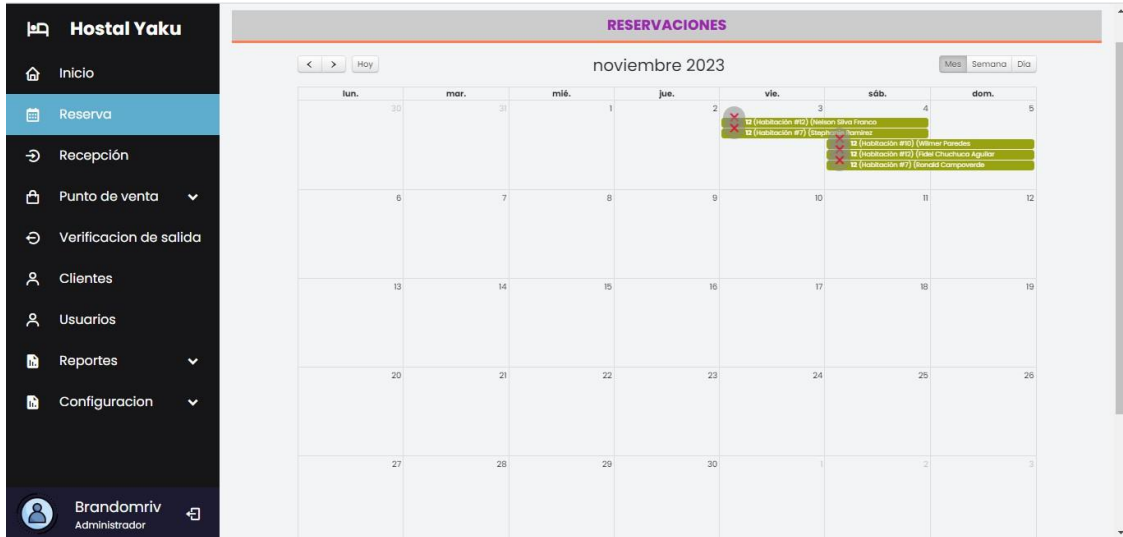 Hostal Yaku
Inicio
Reserva
Recepción
Punto de venta
Verificacion de salida
Clientes
Usuarios
Reportes
Configuracion
Brandomriv
Administrador
RESERVACIONES
Hoy
noviembre 2023
Mes Semana Día
lun. mar. mié. jue. vie. sáb. dom.
30 31 1 2 3 4 5
12 (Habitación #12) (Nelson Silva Franco
12 (Habitación #7) (Steph Ramirez
12 (Habitación #10) (Wilmer Paredes
12 (Habitación #12) (Fidel Chuchuca Aguilar
12 (Habitación #7) (Ronald Campoverde
6 7 8 9 10 11 12
13 14 15 16 17 18 19
20 21 22 23 24 25 26
27 28 29 30 1 2 3